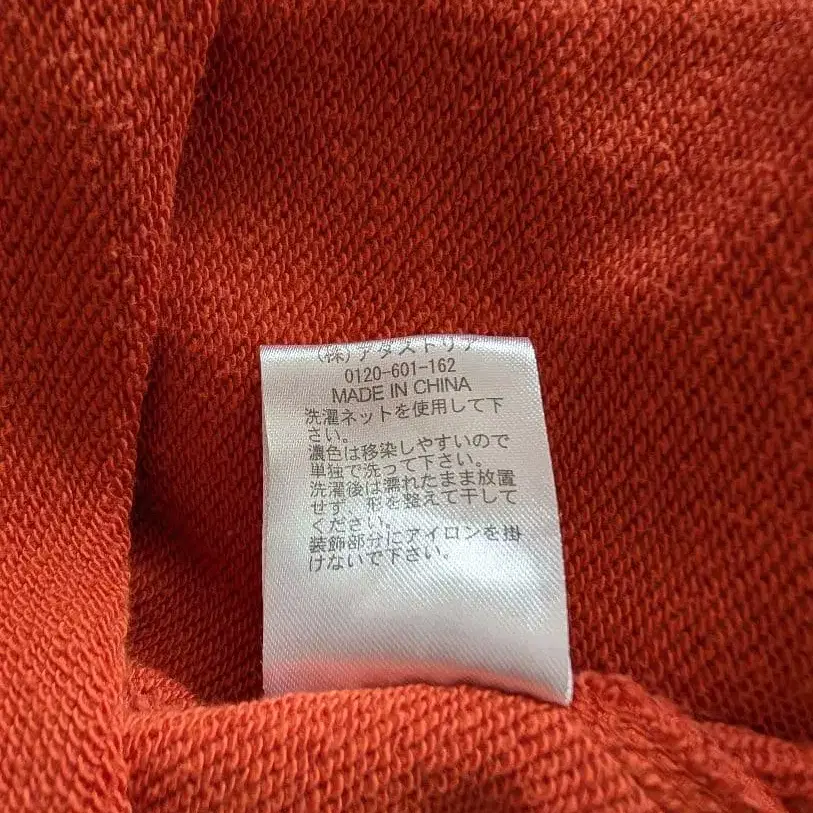 (株)アダストリア
0120-601-162
MADE IN CHINA
洗濯ネットを使用して下
さい。
濃色は移染しやすいので
単独で洗って下さい。
洗濯後は濡れたまま放置
せず、形を整えて干して
ください。
装飾部分にアイロンを掛
けないで下さい。